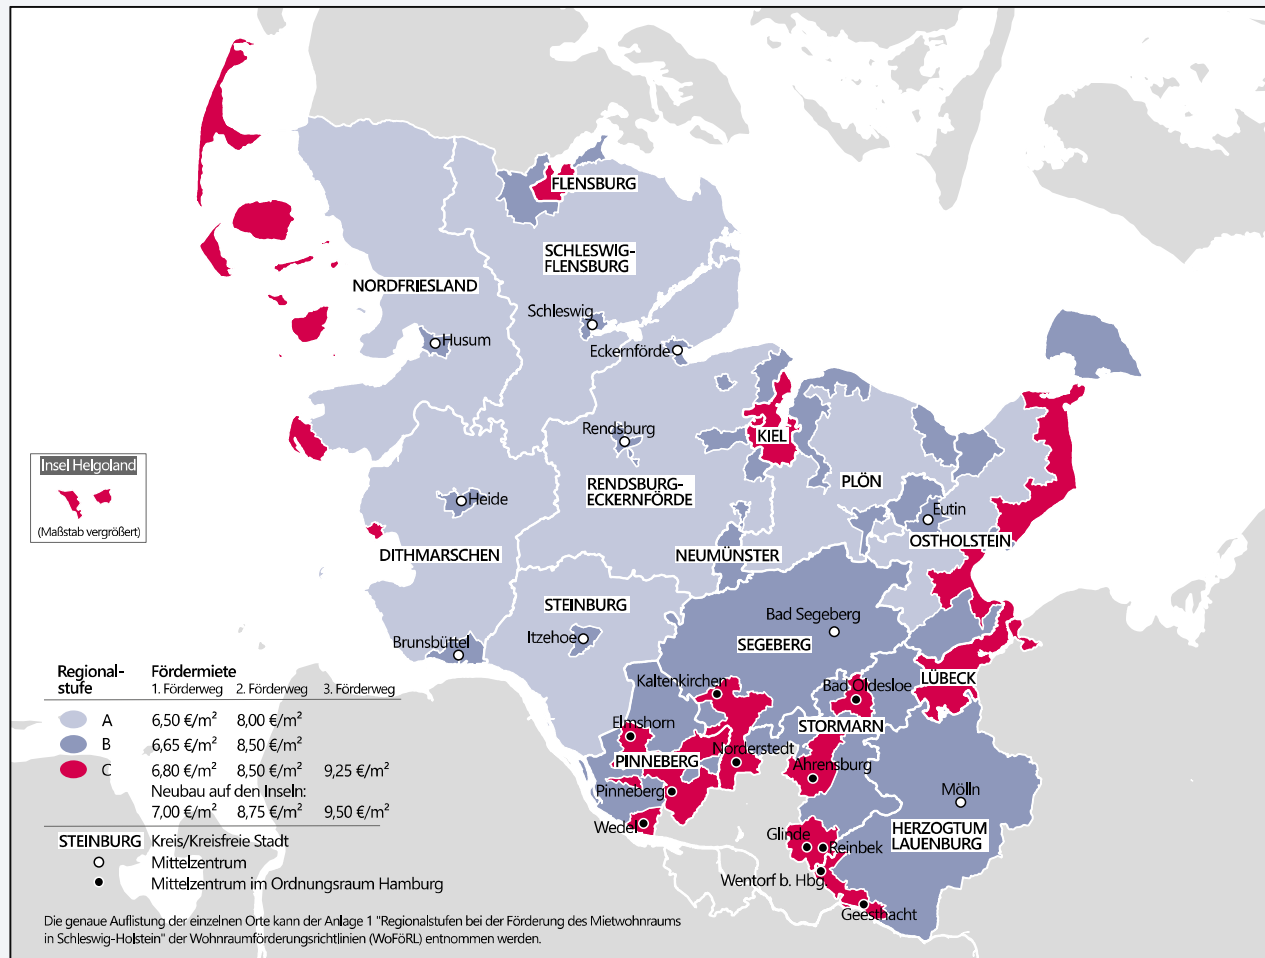 FLENSBURG
SCHLESWIG-
FLENSBURG
NORDFRIESLAND
Schleswig
Husum
Eckernförde
Rendsburg
KIEL
Insel Helgoland
(Maßstab vergrößert)
RENDSBURG-
ECKERNFÖRDE
PLÖN
Heide
Eutin
OSTHOLSTEIN
DITHMARSCHEN
NEUMÜNSTER
STEINBURG
Bad Segeberg
Itzehoe
SEGEBERG
Brunsbüttel
Kaltenkirchen
Bad Oldesloe
LÜBECK
Elmshorn
STORMARN
Norderstedt
PINNEBERG
Ahrensburg
Pinneberg
Mölln
Wedel
Glinde
HERZOGTUM
LAUENBURG
Reinbek
Wentorf b. Hbg.
Geesthacht
Regional-
stufe
Fördermiete
1. Förderweg 2. Förderweg 3. Förderweg
A 6,50 €/m² 8,00 €/m²
B 6,65 €/m² 8,50 €/m²
C 6,80 €/m² 8,50 €/m² 9,25 €/m²
Neubau auf den Inseln:
7,00 €/m² 8,75 €/m² 9,50 €/m²
STEINBURG Kreis/Kreisfreie Stadt
Mittelzentrum
Mittelzentrum im Ordnungsraum Hamburg
Die genaue Auflistung der einzelnen Orte kann der Anlage 1 "Regionalstufen bei der Förderung des Mietwohnraums
in Schleswig-Holstein" der Wohnraumförderungsrichtlinien (WoFöRL) entnommen werden.